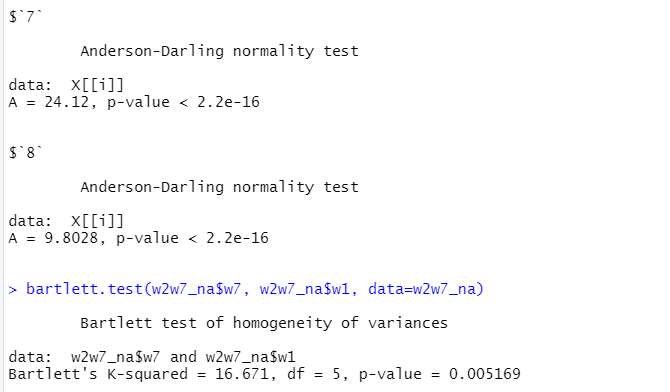 $`7`
Anderson-Darling normality test
data:  X[[i]]
A = 24.12, p-value < 2.2e-16
$`8`
Anderson-Darling normality test
data:  X[[i]]
A = 9.8028, p-value < 2.2e-16
> bartlett.test(w2w7_na$w7, w2w7_na$w1, data=w2w7_na)
Bartlett test of homogeneity of variances
data:  w2w7_na$w7 and w2w7_na$w1
Bartlett's K-squared = 16.671, df = 5, p-value = 0.005169